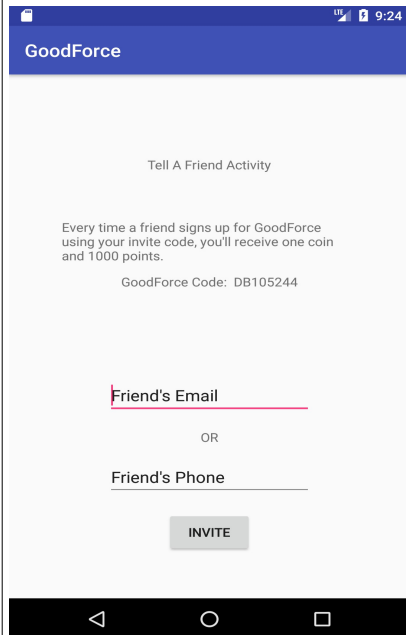 LTE 9:24
GoodForce
Tell A Friend Activity
Every time a friend signs up for GoodForce
using your invite code, you'll receive one coin
and 1000 points.
GoodForce Code: DB105244
Friend's Email
OR
Friend's Phone
INVITE